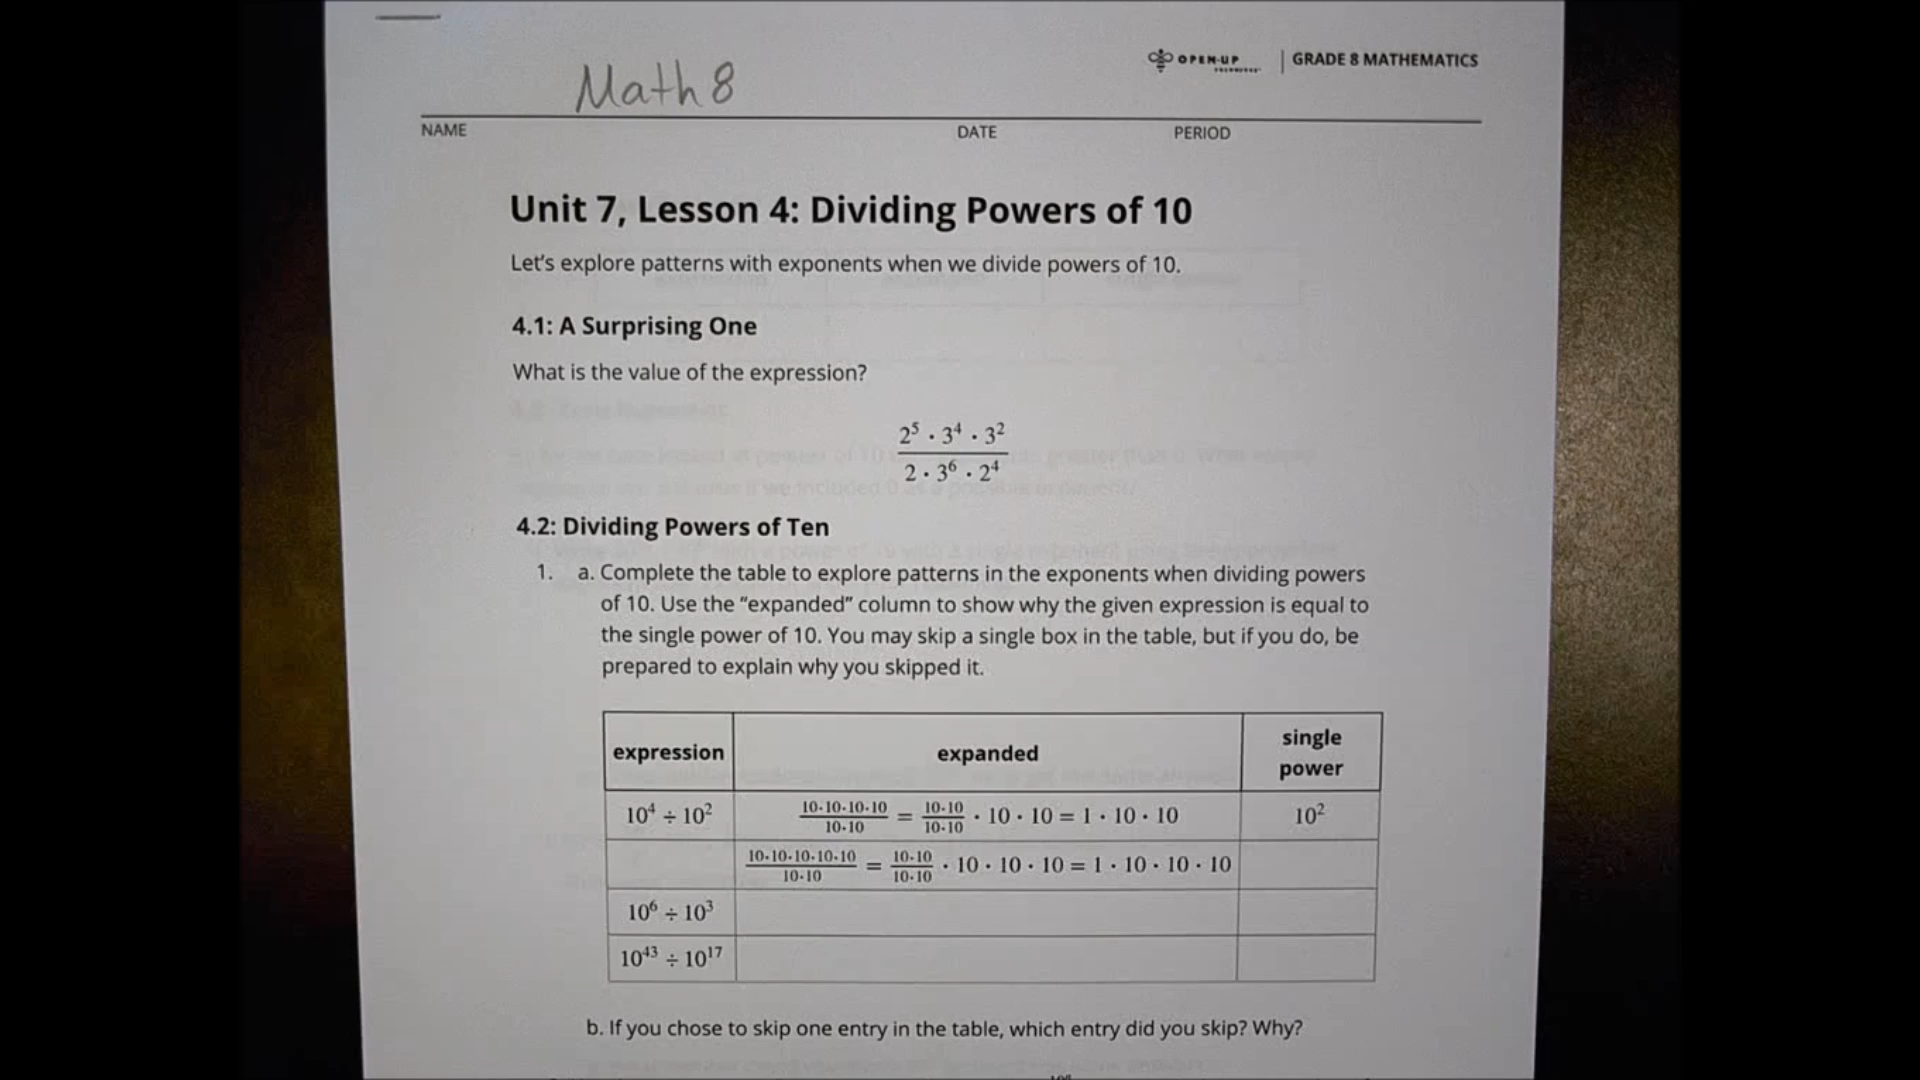 Math 8
OPEN-UP | GRADE 8 MATHEMATICS
NAME DATE PERIOD
Unit 7, Lesson 4: Dividing Powers of 10
Let's explore patterns with exponents when we divide powers of 10.
4.1: A Surprising One
What is the value of the expression?
2⁵ · 3⁴ · 3²
2 · 3⁶ · 2⁴
4.2: Dividing Powers of Ten
1. a. Complete the table to explore patterns in the exponents when dividing powers
of 10. Use the "expanded" column to show why the given expression is equal to
the single power of 10. You may skip a single box in the table, but if you do, be
prepared to explain why you skipped it.
expression expanded single power
10⁴ ÷ 10² 10·10·10·10/10·10 = 10·10/10·10 · 10 · 10 = 1 · 10 · 10 10²
10·10·10·10·10/10·10 = 10·10/10·10 · 10 · 10 · 10 = 1 · 10 · 10 · 10
10⁶ ÷ 10³
10⁴³ ÷ 10¹⁷
b. If you chose to skip one entry in the table, which entry did you skip? Why?